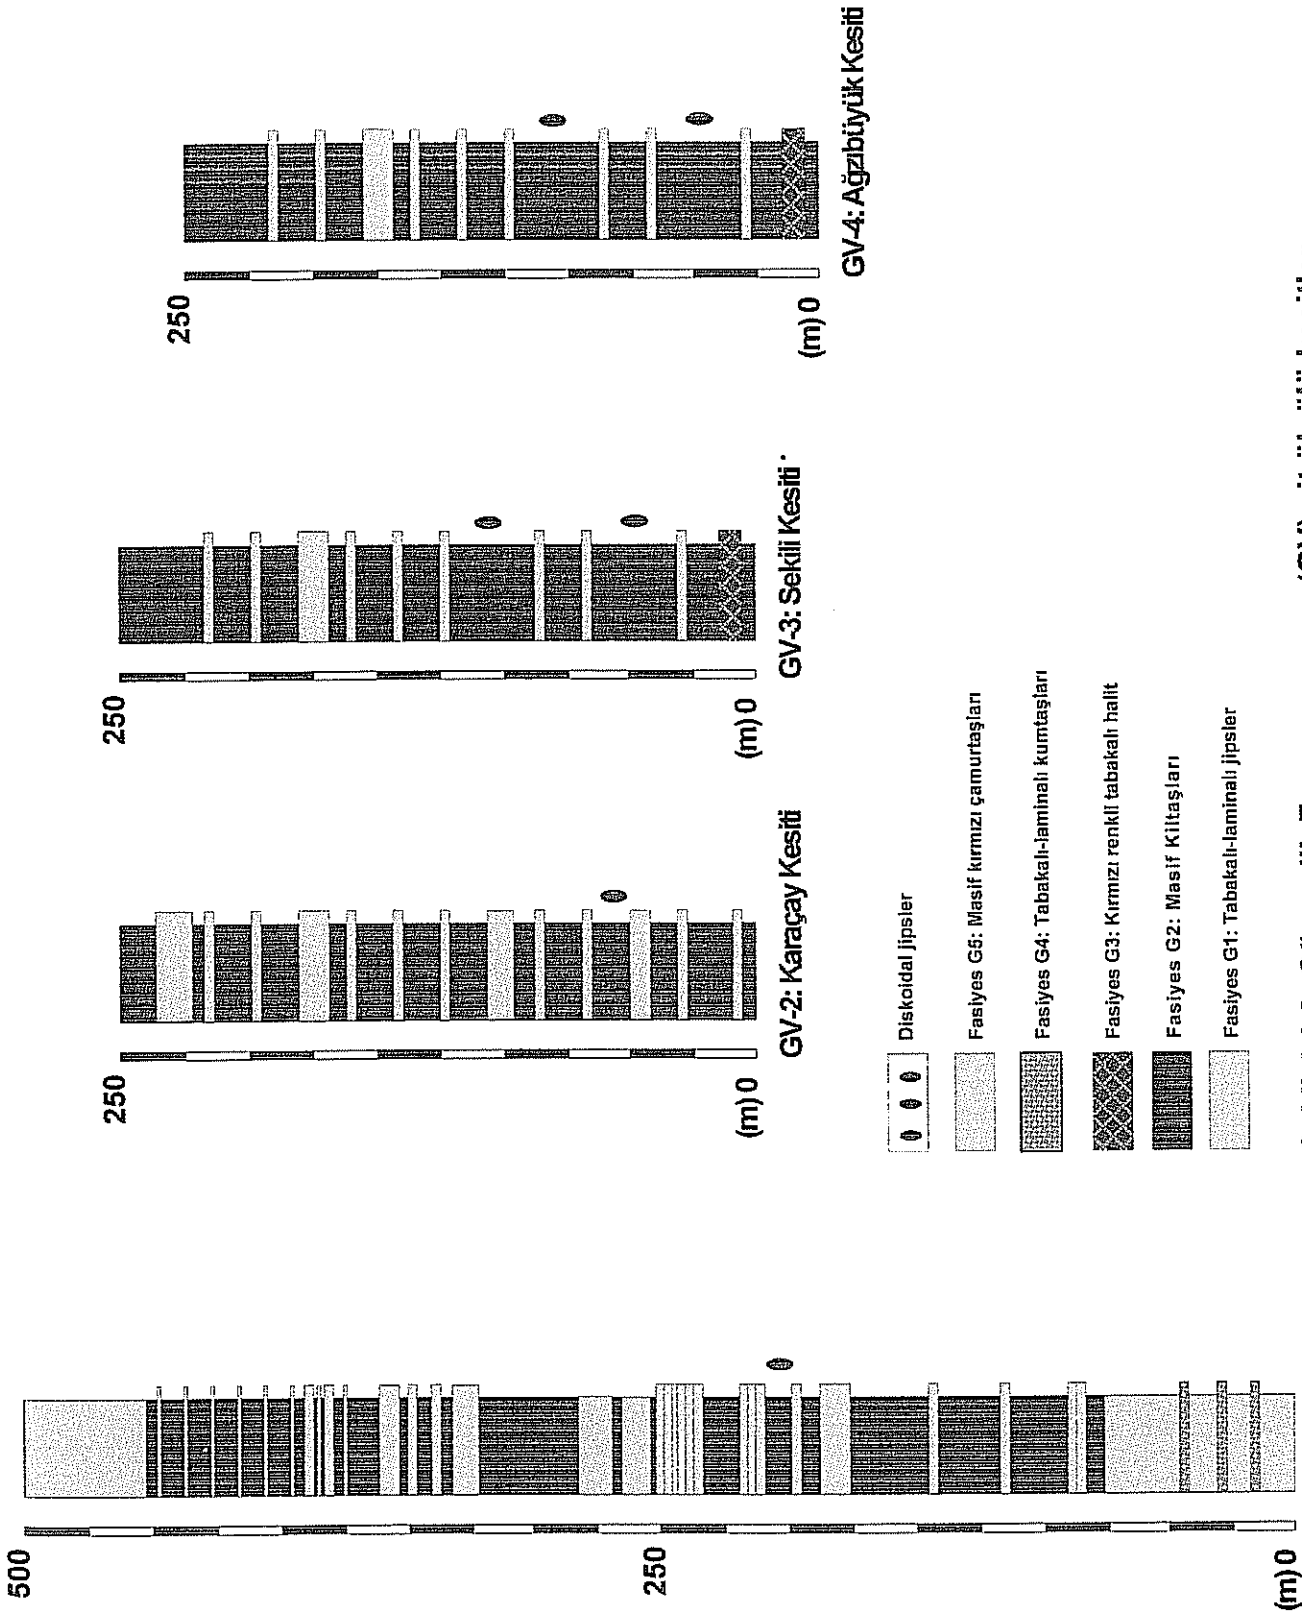 500
250
(m) 0
250
(m) 0
GV-2: Karaçay Kesiti
250
(m) 0
GV-3: Sekili Kesiti
250
(m) 0
GV-4: Ağzıbüyük Kesiti
Diskoidal jipsler
Fasiyes G5: Masif kırmızı çamurtaşları
Fasiyes G4: Tabakalı-laminalı kumtaşları
Fasiyes G3: Kırmızı renkli tabakalı halit
Fasiyes G2: Masif Kiltaşları
Fasiyes G1: Tabakalı-laminalı jipsler